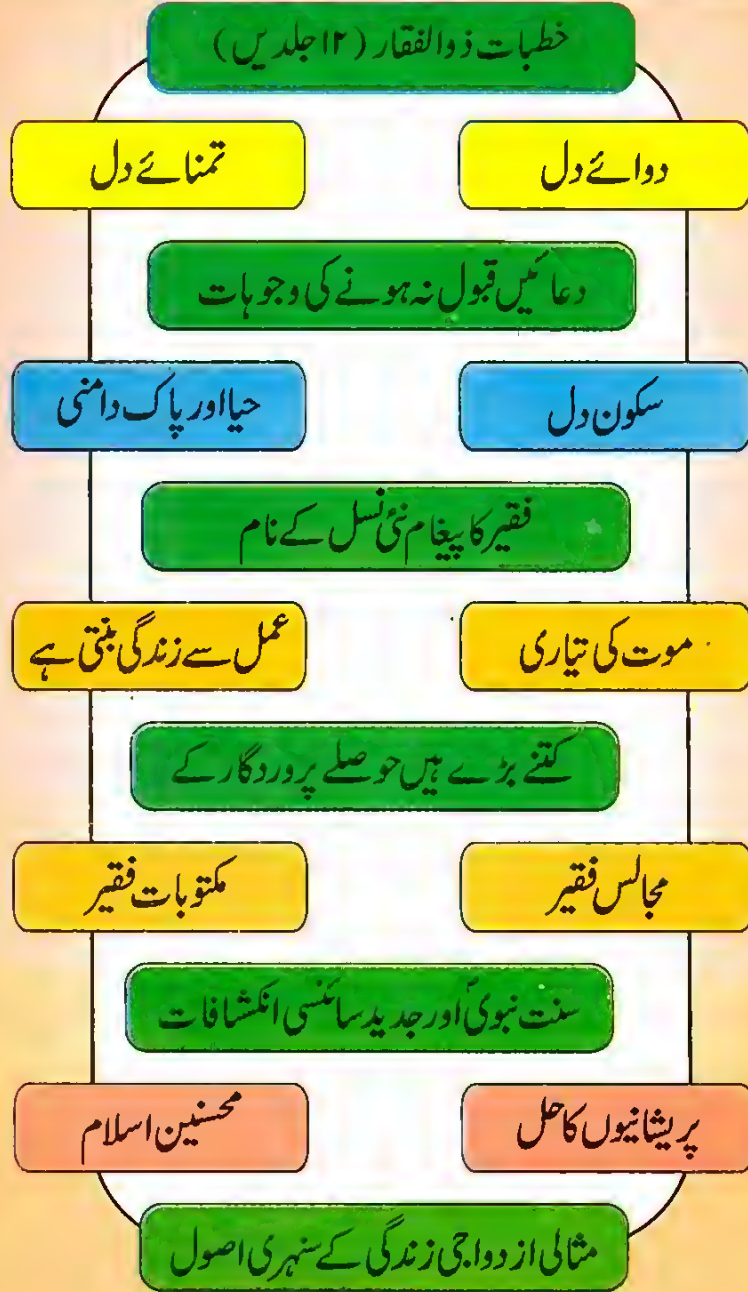 خطبات ذوالفقار (۱۲ جلدیں)
دوائے دل
تمنائے دل
دعائیں قبول نہ ہونے کی وجوہات
سکون دل
حیا اور پاک دامنی
فقیر کا پیغام نئی نسل کے نام
موت کی تیاری
عمل سے زندگی بنتی ہے
کتنے بڑے ہیں حوصلے پروردگار کے
مجالس فقیر
مکتوبات فقیر
سنت نبویؐ اور جدید سائنسی انکشافات
پریشانیوں کا حل
محسنین اسلام
مثالی ازدواجی زندگی کے سنہری اصول